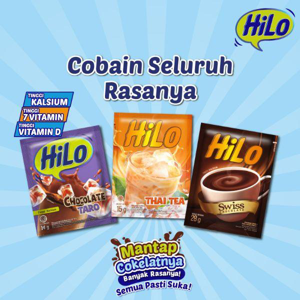 HiLo
Cobain Seluruh
Rasanya
TINGGI
KALSIUM
TINGGI
7 VITAMIN
TINGGI
VITAMIN D
HiLo
CHOCOLATE
TARO
HiLo
THAI TEA
HiLo
Swiss
Mantap
Cokelatnya
Banyak Rasanya!
Semua Pasti Suka!